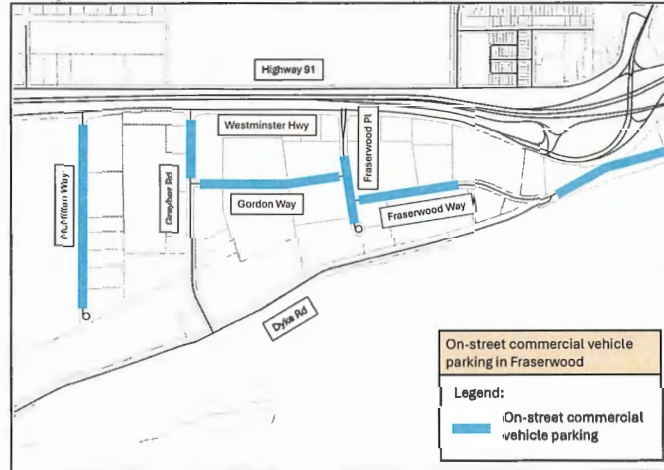 Highway 91
Westminster Hwy
Fraserwood Pl
McMillan Way
Graybar Rd
Gordon Way
Fraserwood Way
Dyke Rd
On-street commercial vehicle
parking in Fraserwood
Legend:
On-street commercial
vehicle parking